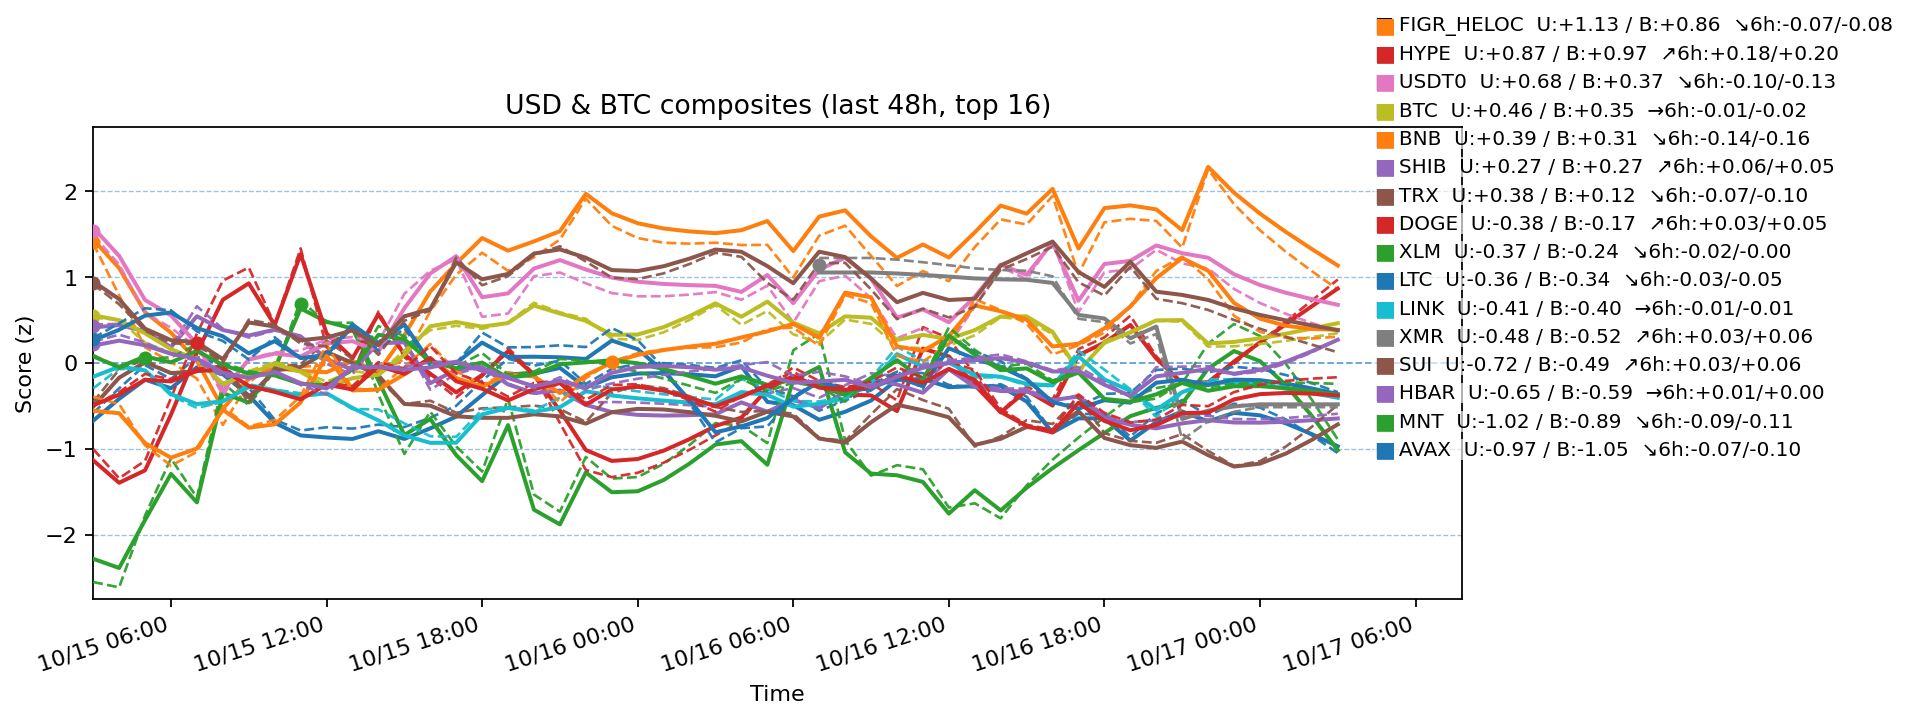 FIGR_HELOC U:+1.13 / B:+0.86 ↘6h:-0.07/-0.08
HYPE U:+0.87 / B:+0.97 ↗6h:+0.18/+0.20
USDT0 U:+0.68 / B:+0.37 ↘6h:-0.10/-0.13
BTC U:+0.46 / B:+0.35 →6h:-0.01/-0.02
BNB U:+0.39 / B:+0.31 ↘6h:-0.14/-0.16
SHIB U:+0.27 / B:+0.27 ↗6h:+0.06/+0.05
TRX U:+0.38 / B:+0.12 ↘6h:-0.07/-0.10
DOGE U:-0.38 / B:-0.17 ↗6h:+0.03/+0.05
XLM U:-0.37 / B:-0.24 ↘6h:-0.02/-0.00
LTC U:-0.36 / B:-0.34 ↘6h:-0.03/-0.05
LINK U:-0.41 / B:-0.40 →6h:-0.01/-0.01
XMR U:-0.48 / B:-0.52 ↗6h:+0.03/+0.06
SUI U:-0.72 / B:-0.49 ↗6h:+0.03/+0.06
HBAR U:-0.65 / B:-0.59 →6h:+0.01/+0.00
MNT U:-1.02 / B:-0.89 ↘6h:-0.09/-0.11
AVAX U:-0.97 / B:-1.05 ↘6h:-0.07/-0.10
USD & BTC composites (last 48h, top 16)
Score (z)
2
1
0
−1
−2
10/15 06:00
10/15 12:00
10/15 18:00
10/16 00:00
10/16 06:00
10/16 12:00
10/16 18:00
10/17 00:00
10/17 06:00
Time